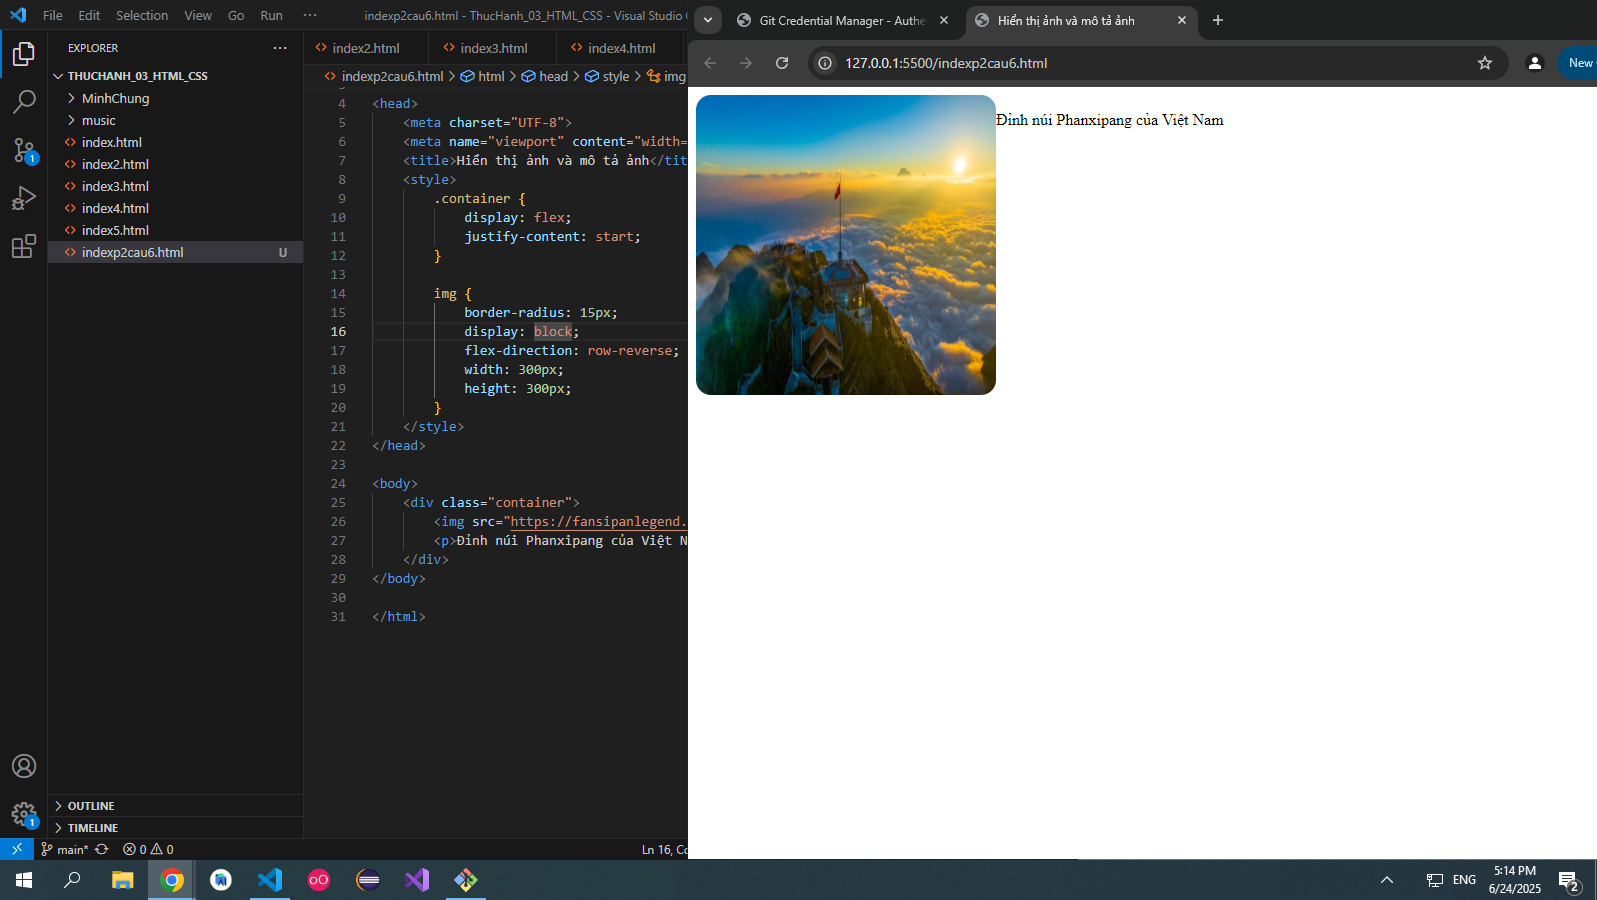 File Edit Selection View Go Run ··· indexp2cau6.html - ThucHanh_03_HTML_CSS - Visual Studio
EXPLORER ···
THUCHANH_03_HTML_CSS
MinhChung
music
index.html
index2.html
index3.html
index4.html
index5.html
indexp2cau6.html U
OUTLINE
TIMELINE
1
1
index2.html index3.html index4.html
indexp2cau6.html > html > head > style > img
4 <head>
5 <meta charset="UTF-8">
6 <meta name="viewport" content="width=
7 <title>Hiển thị ảnh và mô tả ảnh</tit
8 <style>
9 .container {
10 display: flex;
11 justify-content: start;
12 }
13
14 img {
15 border-radius: 15px;
16 display: block;
17 flex-direction: row-reverse;
18 width: 300px;
19 height: 300px;
20 }
21 </style>
22 </head>
23
24 <body>
25 <div class="container">
26 <img src="https://fansipanlegend.
27 <p>Đỉnh núi Phanxipang của Việt N
28 </div>
29 </body>
30
31 </html>
main* 0 0 Ln 16, Co
Git Credential Manager - Authe Hiển thị ảnh và mô tả ảnh
127.0.0.1:5500/indexp2cau6.html New
Đỉnh núi Phanxipang của Việt Nam
ENG 5:14 PM
6/24/2025 2